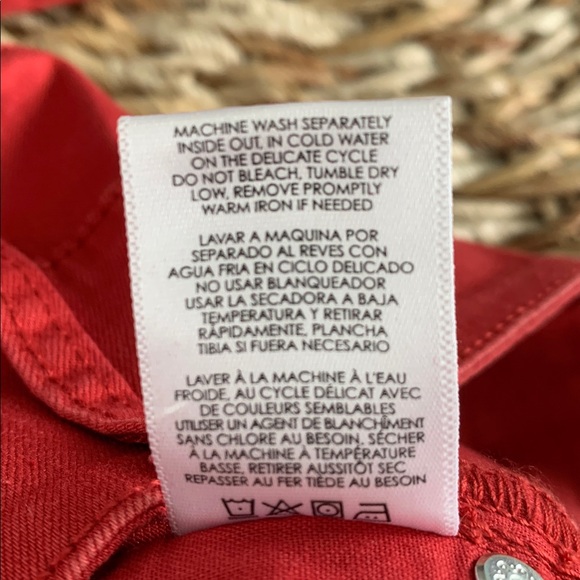 MACHINE WASH SEPARATELY
INSIDE OUT, IN COLD WATER
ON THE DELICATE CYCLE
DO NOT BLEACH, TUMBLE DRY
LOW, REMOVE PROMPTLY
WARM IRON IF NEEDED
LAVAR A MAQUINA POR
SEPARADO AL REVES CON
AGUA FRIA EN CICLO DELICADO
NO USAR BLANQUEADOR
USAR LA SECADORA A BAJA
TEMPERATURA Y RETIRAR
RÁPIDAMENTE, PLANCHA
TIBIA SI FUERA NECESARIO
LAVER À LA MACHINE À L'EAU
FROIDE, AU CYCLE DÉLICAT AVEC
DE COULEURS SEMBLABLES
UTILISER UN AGENT DE BLANCHIMENT
SANS CHLORE AU BESOIN, SÉCHER
À LA MACHINE À TEMPÉRATURE
BASSE, RETIRER AUSSITÔT SEC
REPASSER AU FER TIÈDE AU BESOIN